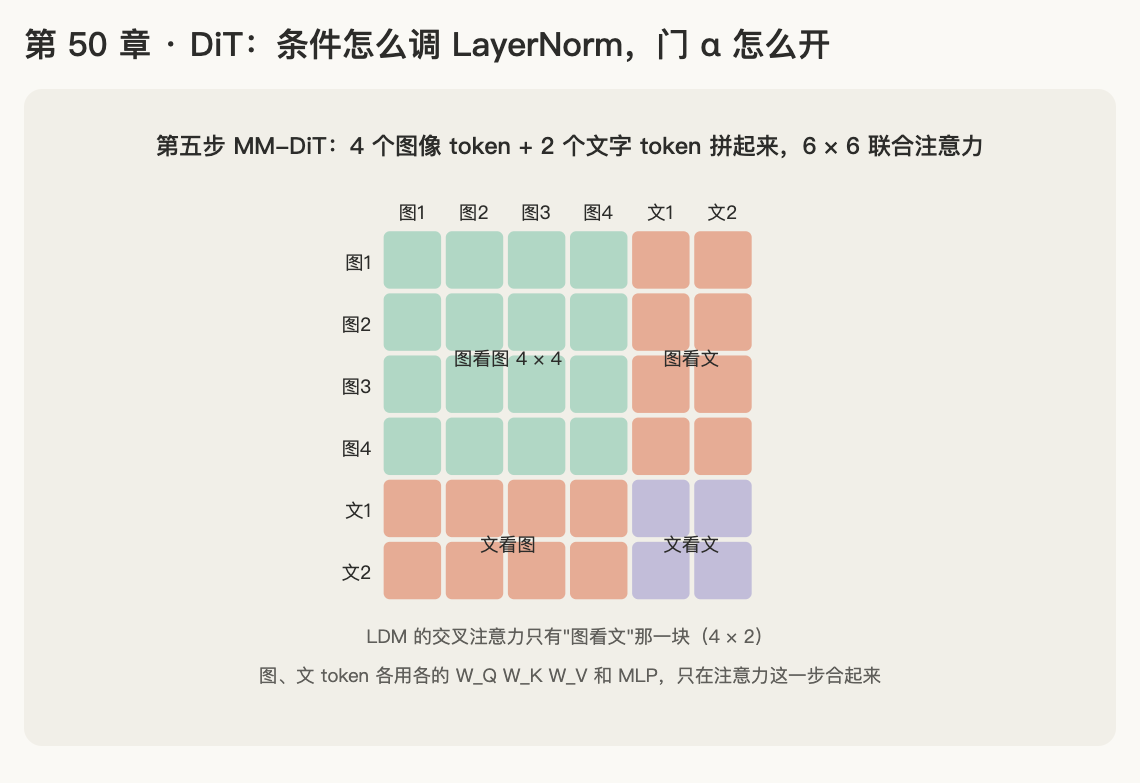 第 50 章 · DiT：条件怎么调 LayerNorm，门 α 怎么开
第五步 MM–DiT：4 个图像 token + 2 个文字 token 拼起来，6 × 6 联合注意力
图1 图2 图3 图4 文1 文2
图1
图2
图看图 4 × 4 图看文
图3
图4
文1
文看图 文看文
文2
LDM 的交叉注意力只有"图看文"那一块（4 × 2）
图、文 token 各用各的 W_Q W_K W_V 和 MLP，只在注意力这一步合起来